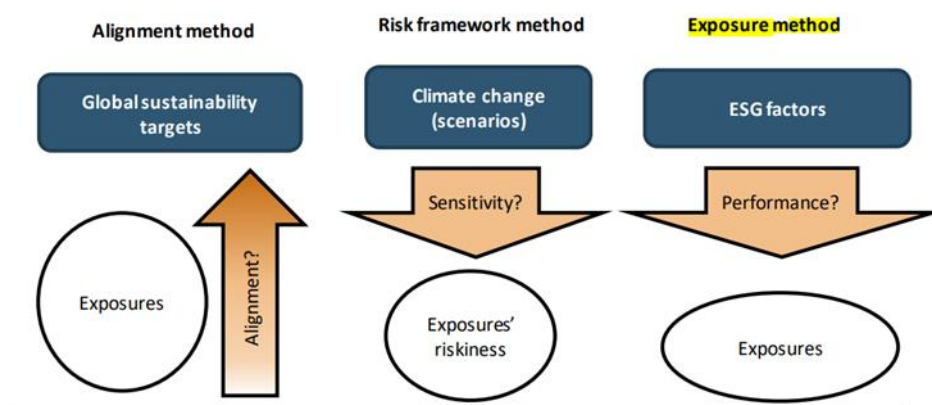 Alignment method
Risk framework method
Exposure method
Global sustainability
targets
Climate change
(scenarios)
ESG factors
Alignment?
Sensitivity?
Performance?
Exposures
Exposures’
riskiness
Exposures